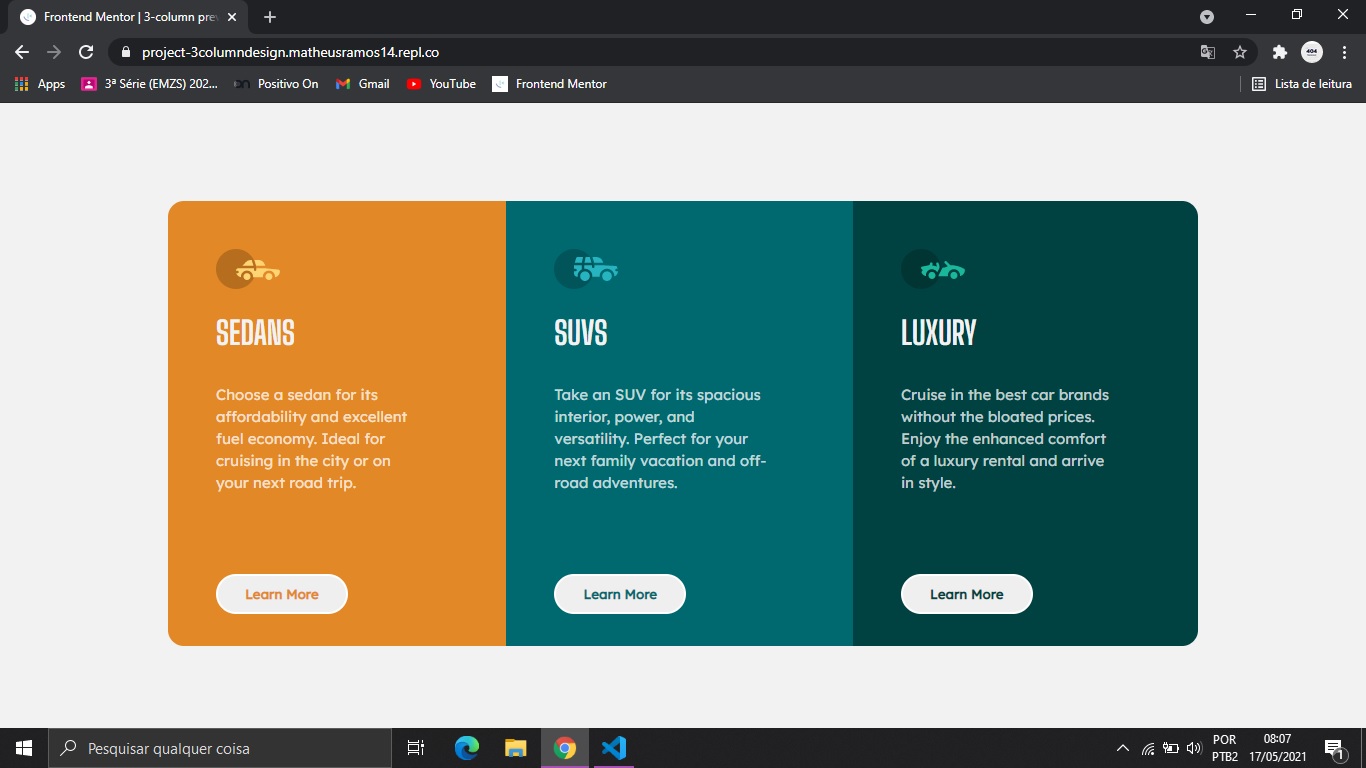 Frontend Mentor | 3-column prev
project-3columndesign.matheusramos14.repl.co
Apps
3ª Série (EMZS) 202...
Positivo On
Gmail
YouTube
Frontend Mentor
Lista de leitura
SEDANS
Choose a sedan for its
affordability and excellent
fuel economy. Ideal for
cruising in the city or on
your next road trip.
Learn More
SUVS
Take an SUV for its spacious
interior, power, and
versatility. Perfect for your
next family vacation and off-
road adventures.
Learn More
LUXURY
Cruise in the best car brands
without the bloated prices.
Enjoy the enhanced comfort
of a luxury rental and arrive
in style.
Learn More
Pesquisar qualquer coisa
POR
PTB2
08:07
17/05/2021
1